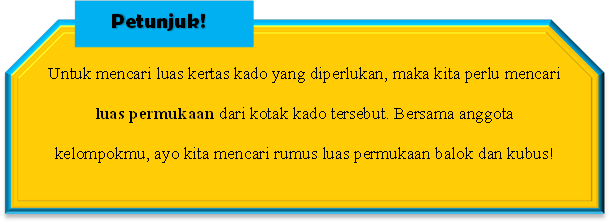 Petunjuk!
Untuk mencari luas kertas kado yang diperlukan, maka kita perlu mencari
luas permukaan dari kotak kado tersebut. Bersama anggota
kelompokmu, ayo kita mencari rumus luas permukaan balok dan kubus!